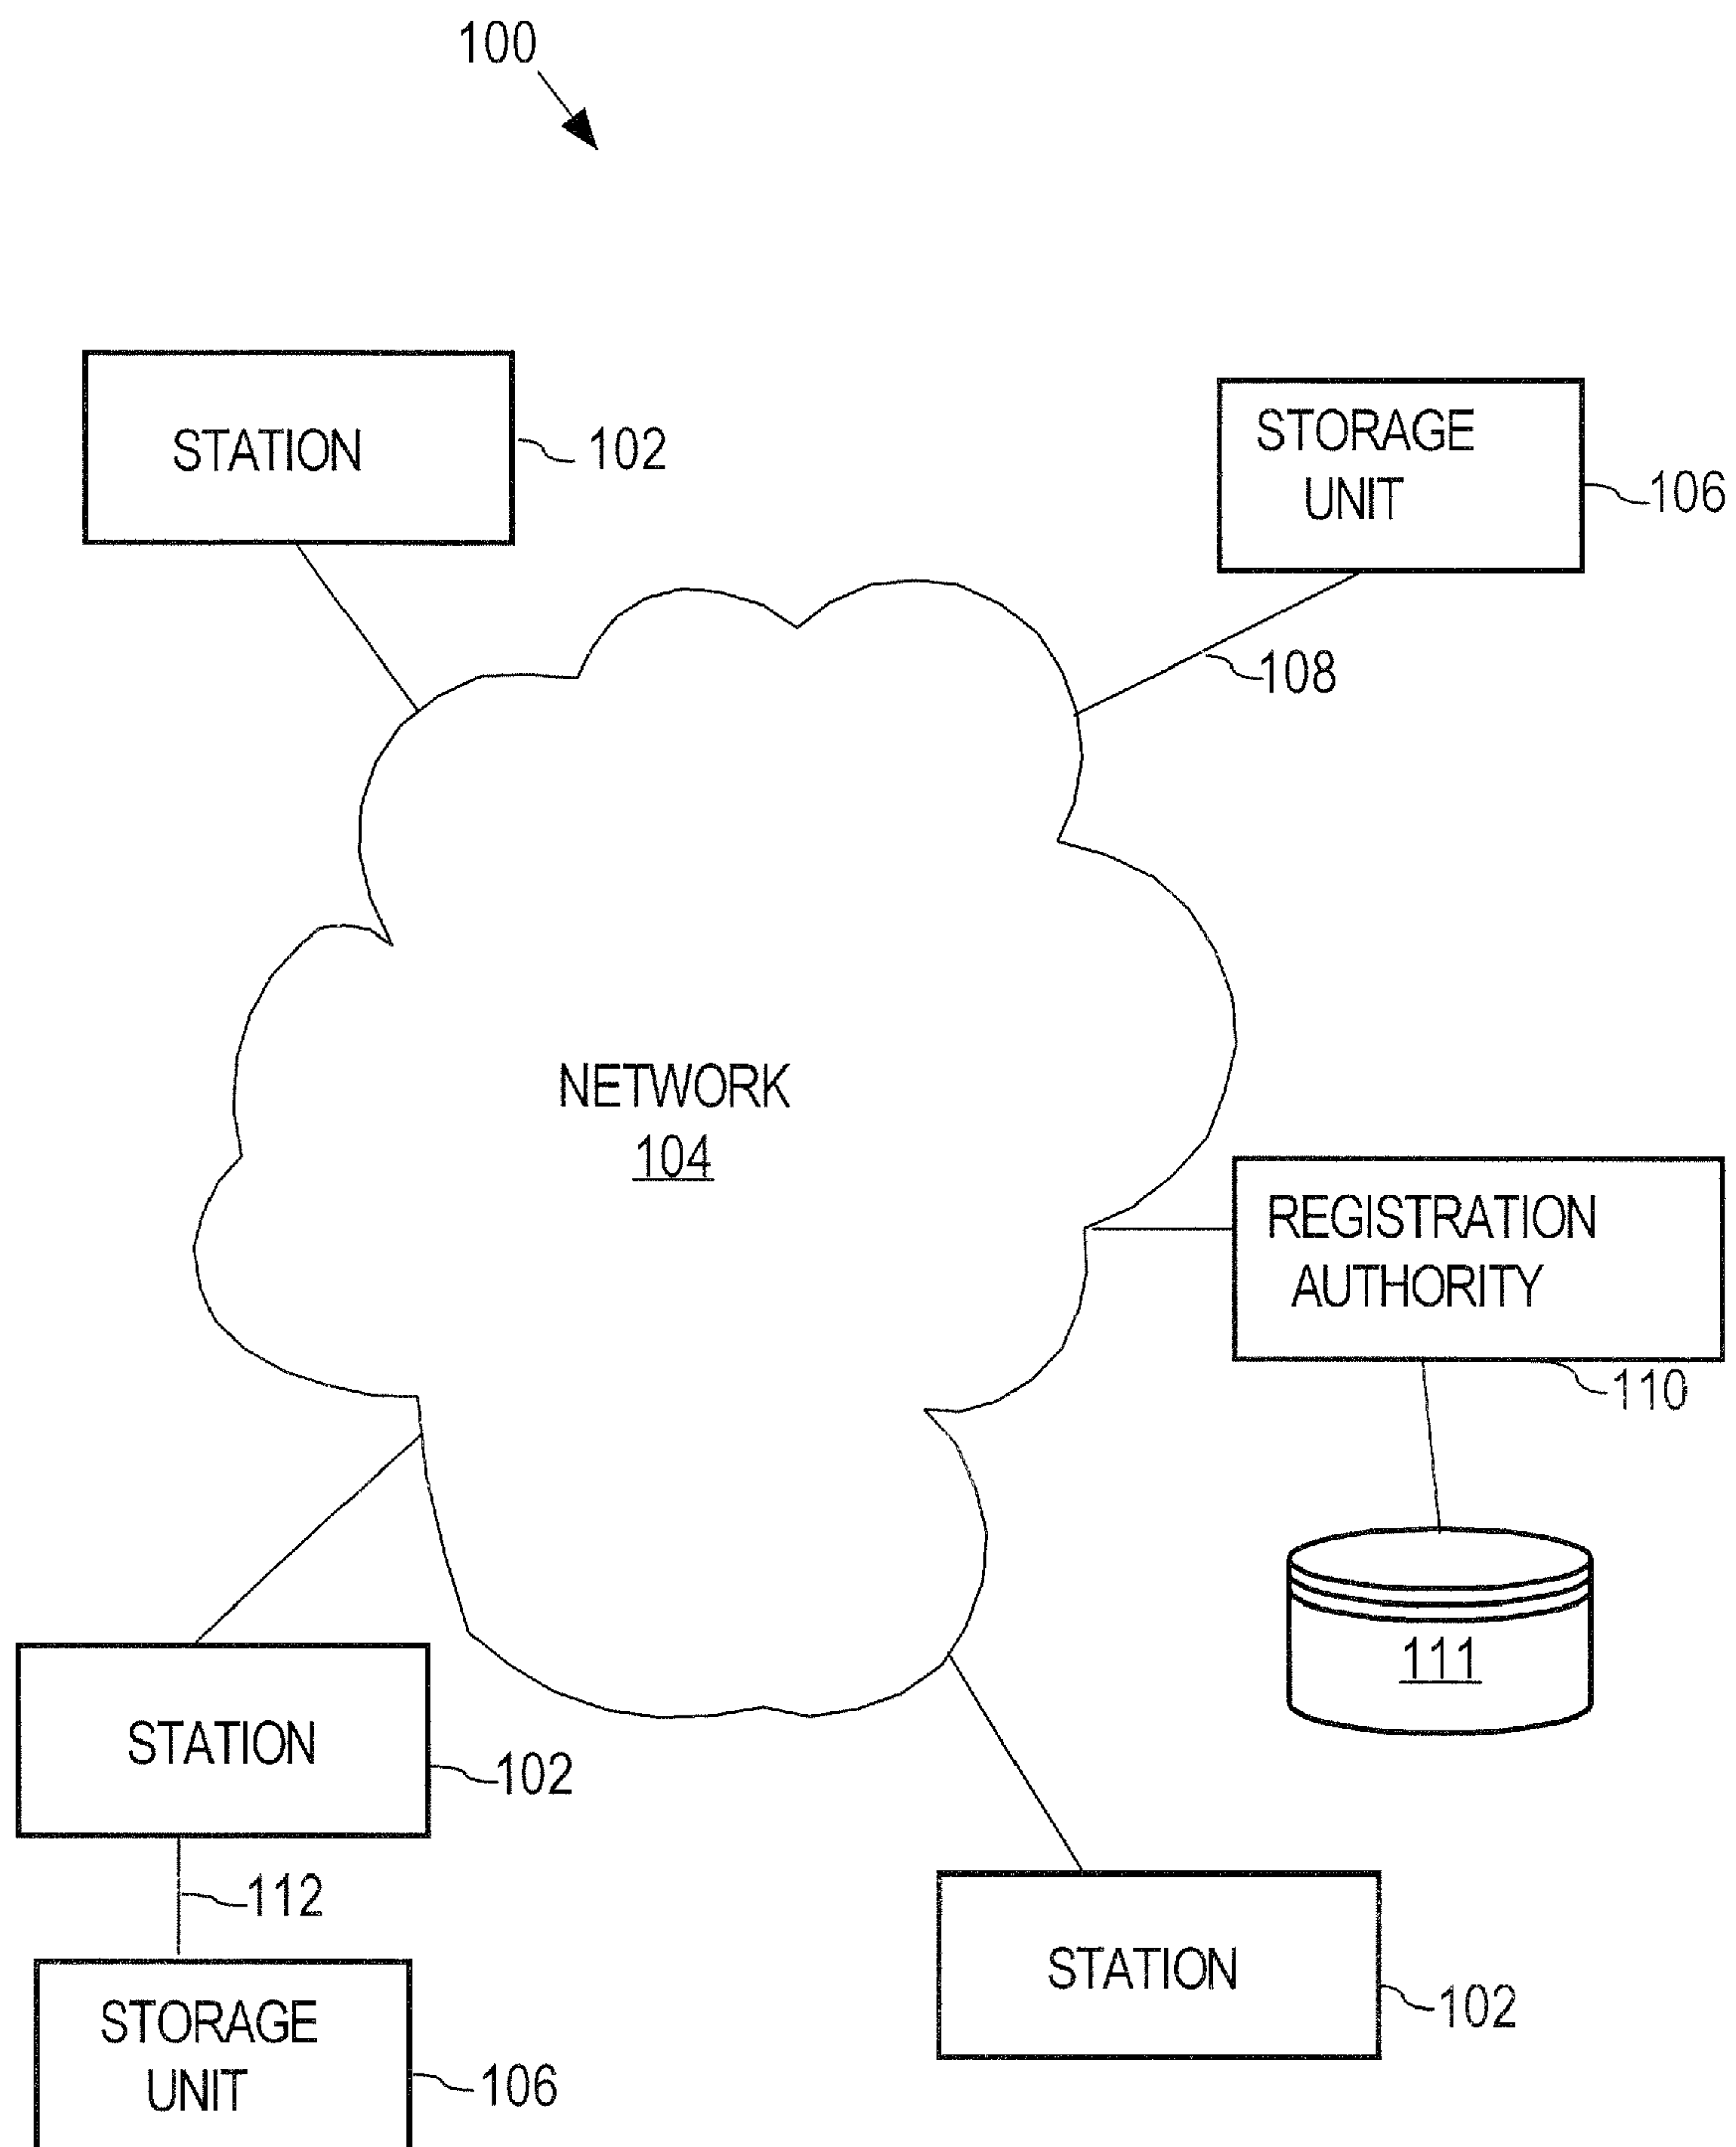 100
STATION
102
STORAGE
UNIT
106
108
NETWORK
104
REGISTRATION
AUTHORITY
110
111
STATION
102
112
STORAGE
UNIT
106
STATION
102